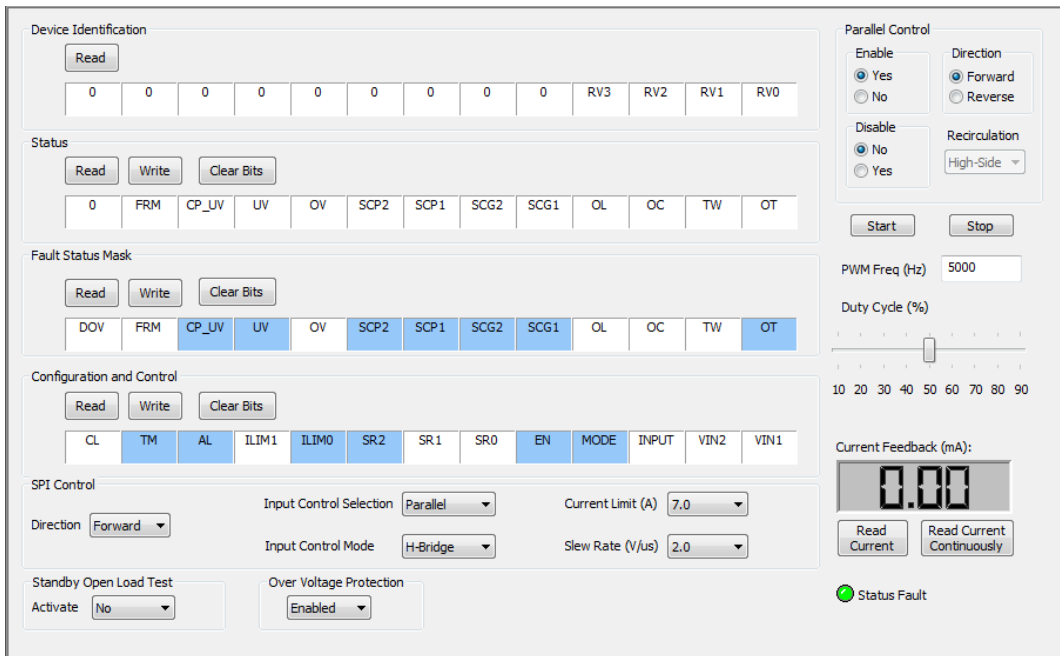 Device Identification
Read
0 0 0 0 0 0 0 0 0 RV3 RV2 RV1 RV0
Status
Read Write Clear Bits
0 FRM CP_UV UV OV SCP2 SCP1 SCG2 SCG1 OL OC TW OT
Fault Status Mask
Read Write Clear Bits
DOV FRM CP_UV UV OV SCP2 SCP1 SCG2 SCG1 OL OC TW OT
Configuration and Control
Read Write Clear Bits
CL TM AL ILIM1 ILIM0 SR2 SR1 SR0 EN MODE INPUT VIN2 VIN1
SPI Control
Input Control Selection Parallel Current Limit (A) 7.0
Direction Forward
Input Control Mode H-Bridge Slew Rate (V/us) 2.0
Standby Open Load Test
Activate No
Over Voltage Protection
Enabled
Parallel Control
Enable
Yes
No
Direction
Forward
Reverse
Disable
No
Yes
Recirculation
High-Side
Start Stop
PWM Freq (Hz) 5000
Duty Cycle (%)
10 20 30 40 50 60 70 80 90
Current Feedback (mA):
0.00
Read
Current
Read Current
Continuously
Status Fault